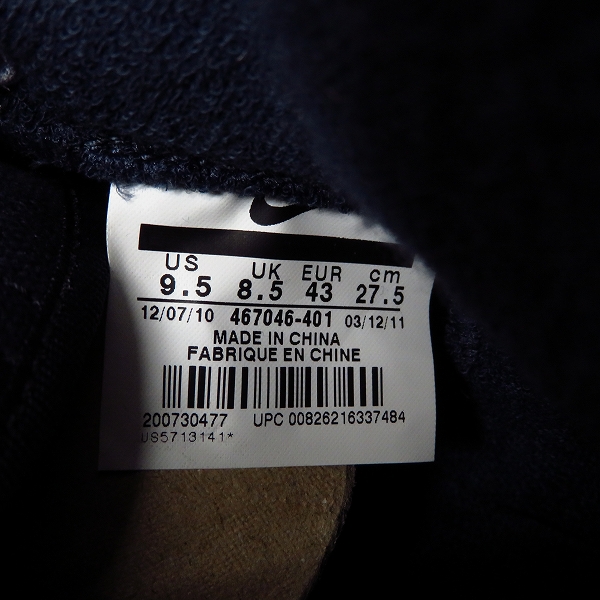 US UK EUR cm
9.5 8.5 43 27.5
12/07/10 467046-401 03/12/11
MADE IN CHINA
FABRIQUE EN CHINE
200730477 UPC 00826216337484
US5713141*